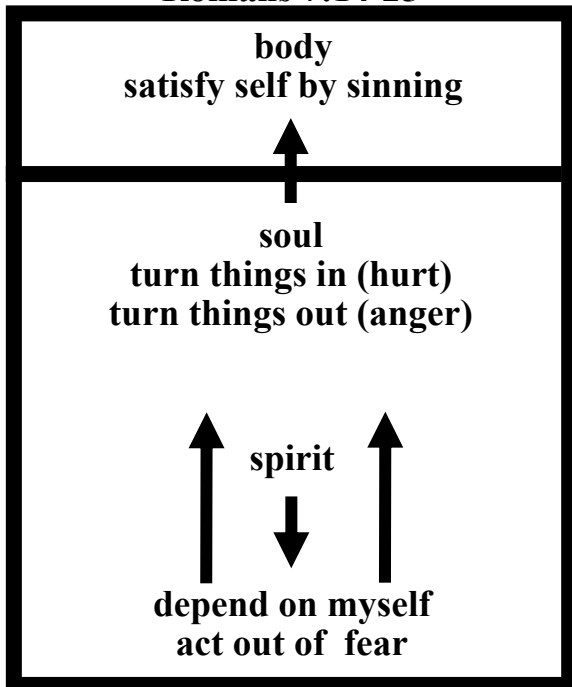 body
satisfy self by sinning
soul
turn things in (hurt)
turn things out (anger)
spirit
depend on myself
act out of fear